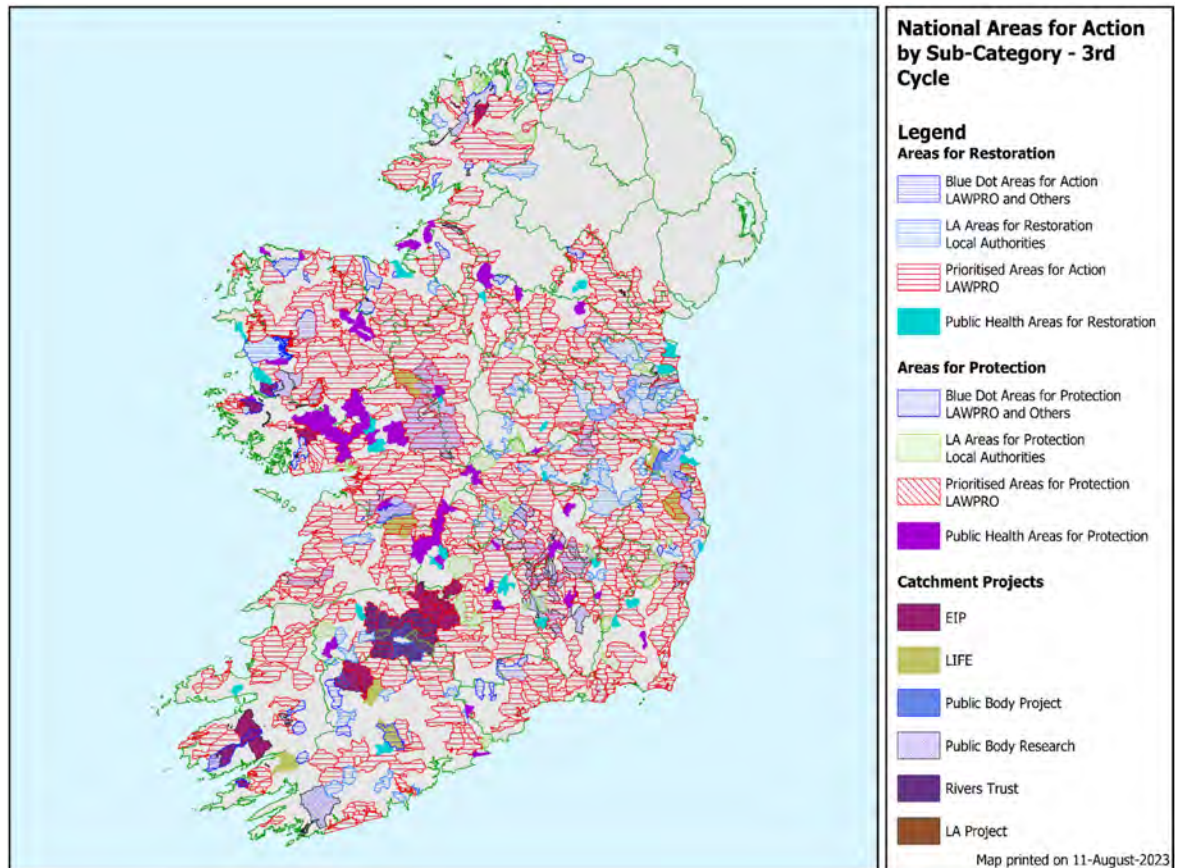 National Areas for Action
by Sub-Category - 3rd
Cycle
Legend
Areas for Restoration
Blue Dot Areas for Action
LAWPRO and Others
LA Areas for Restoration
Local Authorities
Prioritised Areas for Action
LAWPRO
Public Health Areas for Restoration
Areas for Protection
Blue Dot Areas for Protection
LAWPRO and Others
LA Areas for Protection
Local Authorities
Prioritised Areas for Protection
LAWPRO
Public Health Areas for Protection
Catchment Projects
EIP
LIFE
Public Body Project
Public Body Research
Rivers Trust
LA Project
Map printed on 11-August-2023